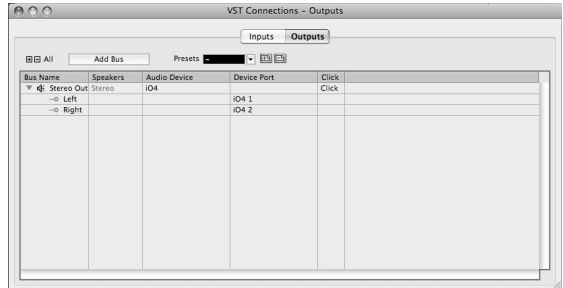 VST Connections – Outputs
Inputs Outputs
All Add Bus Presets –
Bus Name Speakers Audio Device Device Port Click
Stereo Out Stereo iO4 Click
Left iO4 1
Right iO4 2